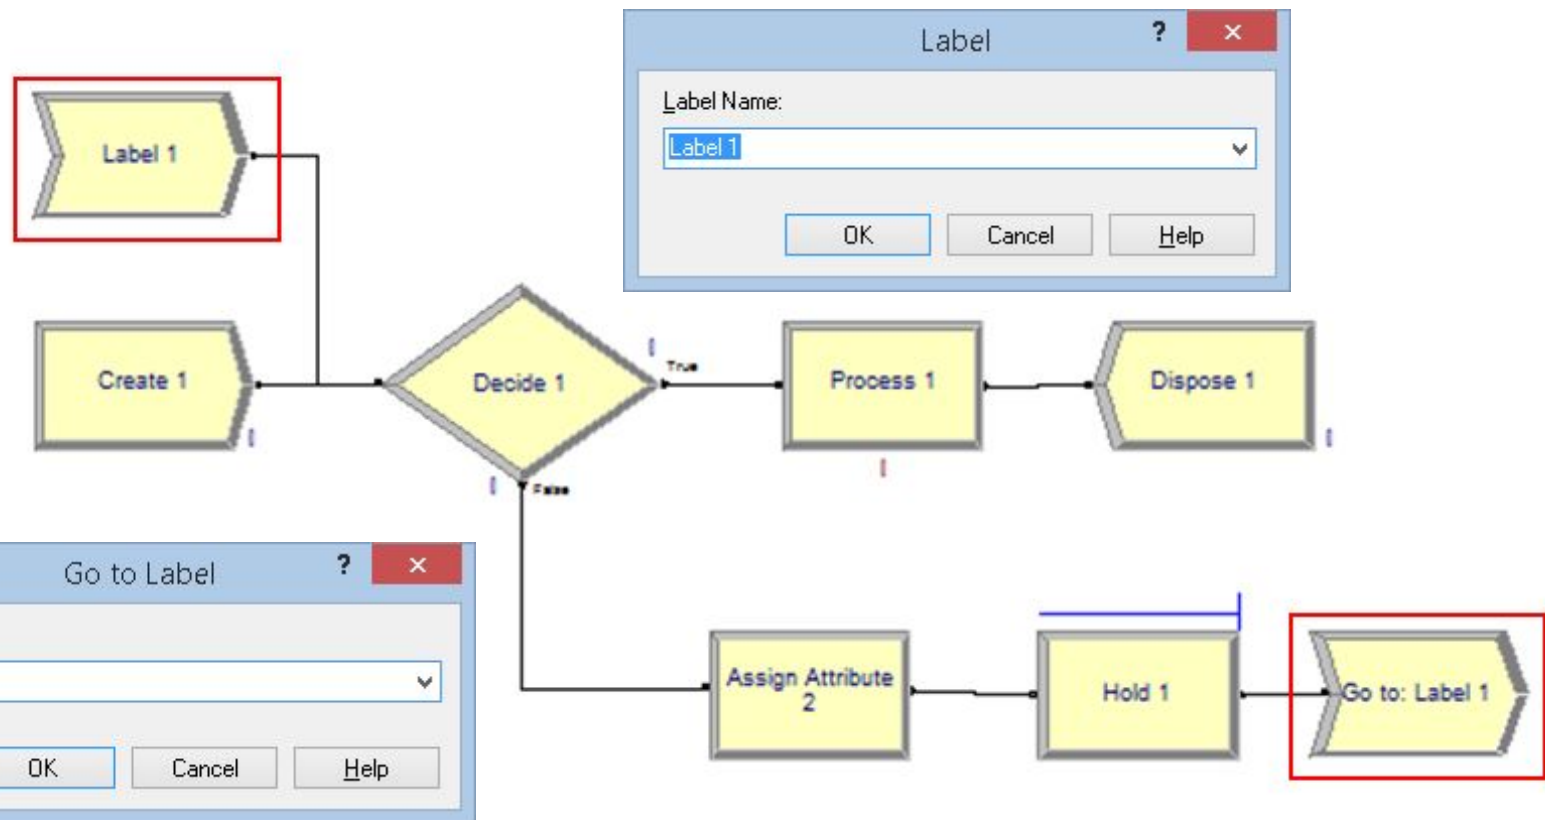 Label
?
Label Name:
Label 1
OK
Cancel
Help
Label 1
Create 1
Decide 1
True
False
Process 1
Dispose 1
Go to Label
?
OK
Cancel
Help
Assign Attribute
2
Hold 1
Go to: Label 1